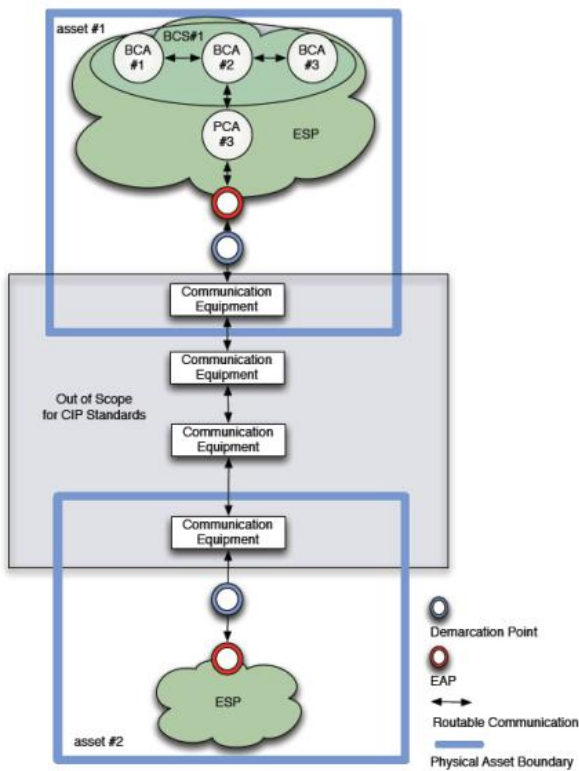 asset #1
BCS#1
BCA
#1
BCA
#2
BCA
#3
PCA
#3
ESP
Communication
Equipment
Communication
Equipment
Out of Scope
for CIP Standards
Communication
Equipment
Communication
Equipment
ESP
asset #2
Demarcation Point
EAP
Routable Communication
Physical Asset Boundary